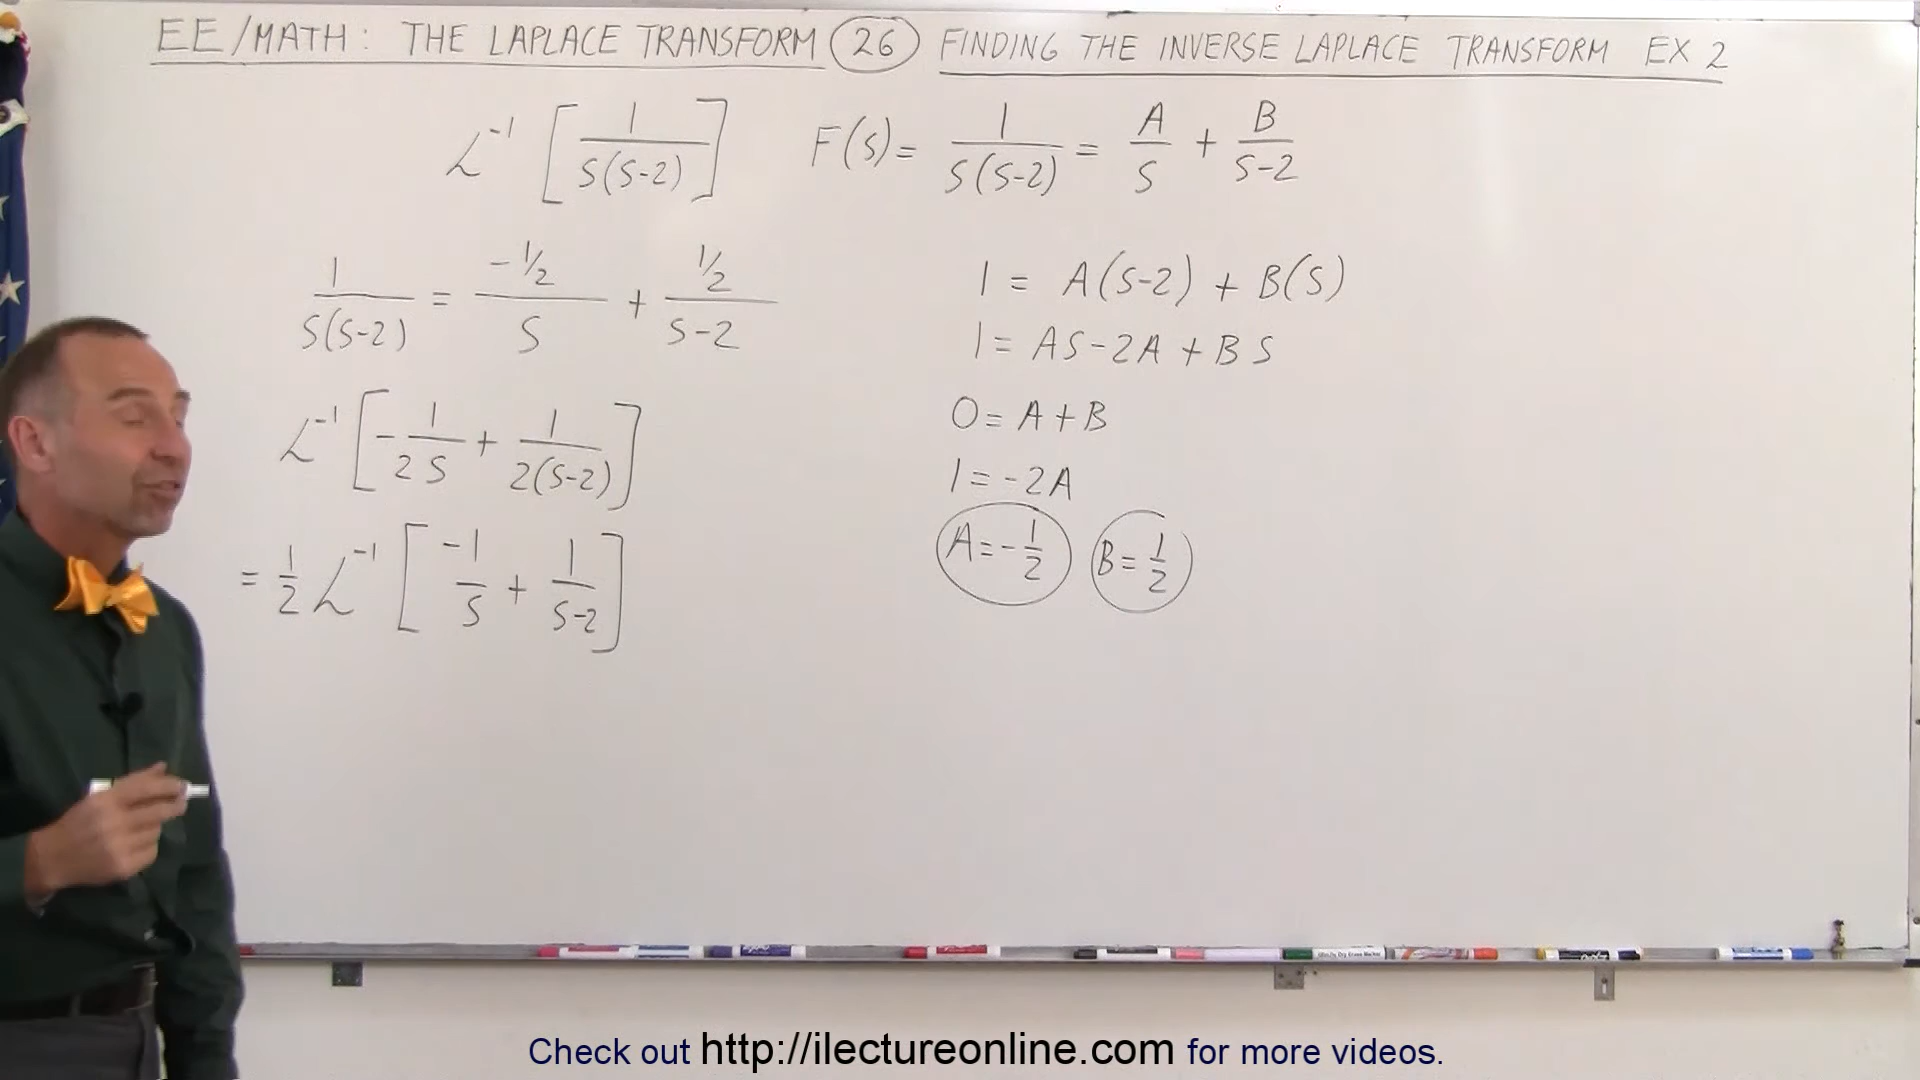 EE/MATH: THE LAPLACE TRANSFORM 26 FINDING THE INVERSE LAPLACE TRANSFORM EX 2
ℒ⁻¹ [1/(S(S-2))] F(S) = 1/(S(S-2)) = A/S + B/(S-2)
1/(S(S-2)) = (-1/2)/S + (1/2)/(S-2)
ℒ⁻¹ [-1/(2S) + 1/(2(S-2))]
= 1/2 ℒ⁻¹ [-1/S + 1/(S-2)]
1 = A(S-2) + B(S)
1 = AS-2A + BS
0 = A + B
1 = -2A
A = -1/2 B = 1/2
Check out http://ilectureonline.com for more videos.